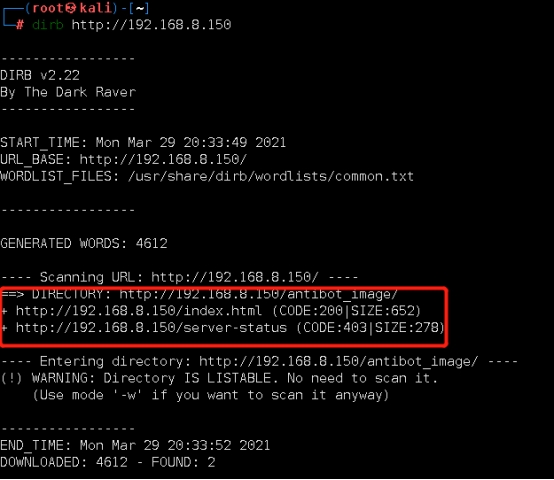 ┌──(root㉿kali)-[~]
└─# dirb http://192.168.8.150
-----------------
DIRB v2.22
By The Dark Raver
-----------------
START_TIME: Mon Mar 29 20:33:49 2021
URL_BASE: http://192.168.8.150/
WORDLIST_FILES: /usr/share/dirb/wordlists/common.txt
-----------------
GENERATED WORDS: 4612
---- Scanning URL: http://192.168.8.150/ ----
==> DIRECTORY: http://192.168.8.150/antibot_image/
+ http://192.168.8.150/index.html (CODE:200|SIZE:652)
+ http://192.168.8.150/server-status (CODE:403|SIZE:278)
---- Entering directory: http://192.168.8.150/antibot_image/ ----
(!) WARNING: Directory IS LISTABLE. No need to scan it.
(Use mode '-w' if you want to scan it anyway)
-----------------
END_TIME: Mon Mar 29 20:33:52 2021
DOWNLOADED: 4612 - FOUND: 2